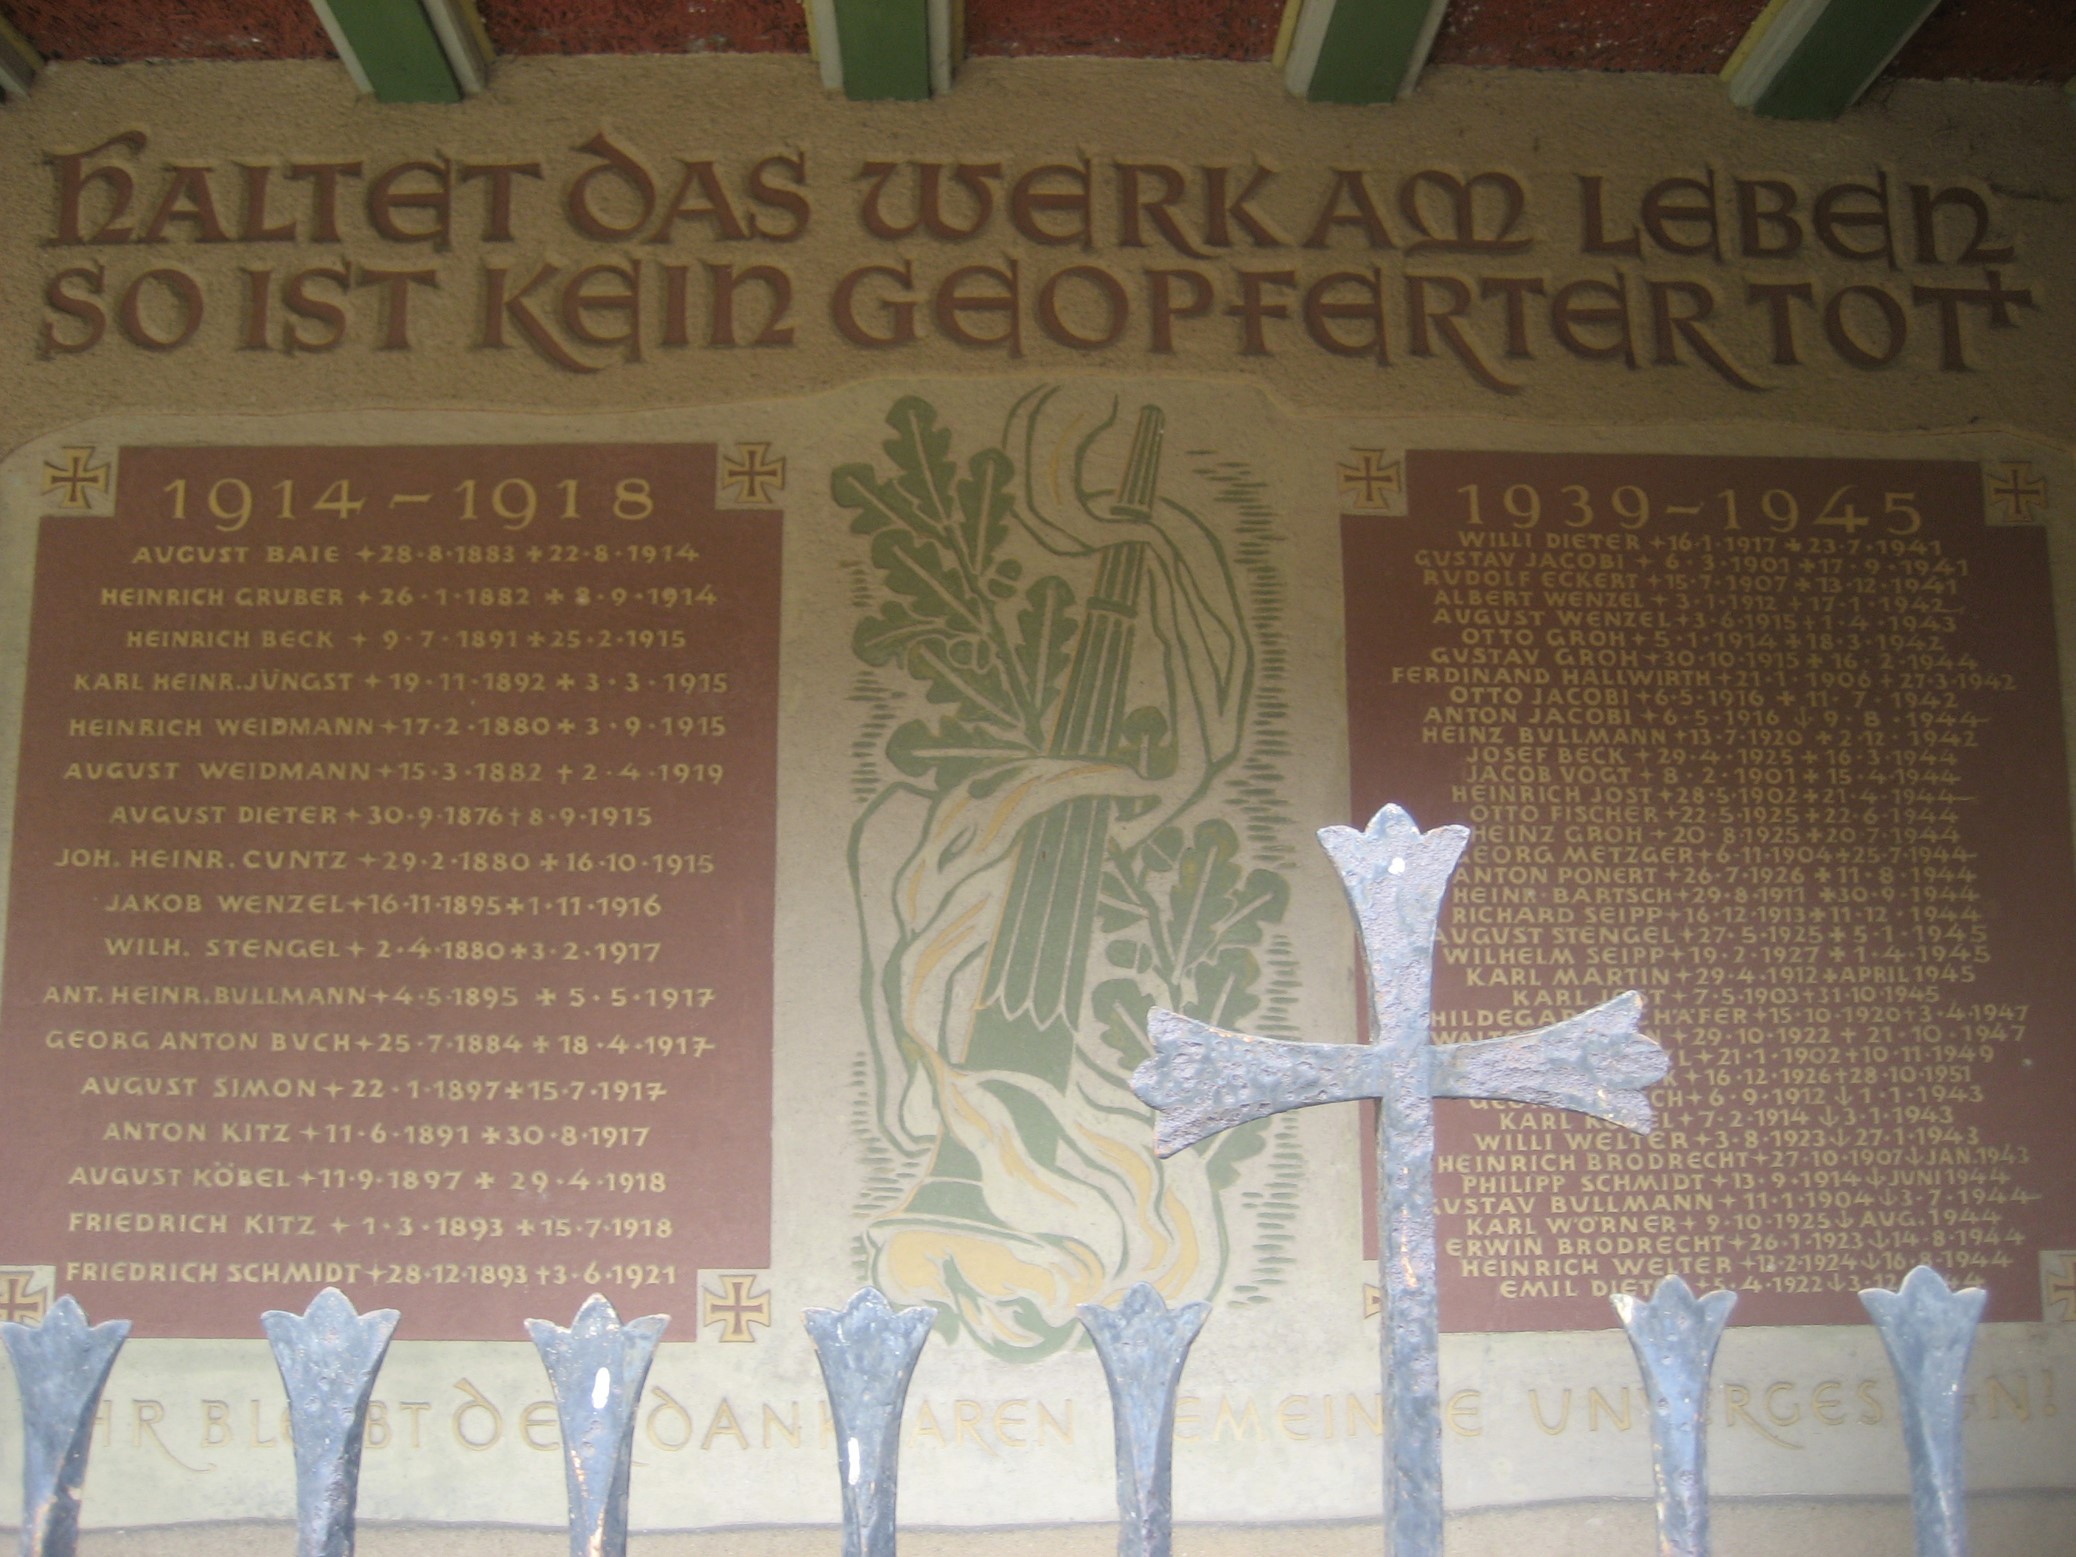 HALTET DAS WERK AM LEBEN
SO IST KEIN GEOPFERTER TOT
1914-1918
AUGUST BAIE +28·8·1883 ✠22·8·1914
HEINRICH GRUBER +26·1·1882 ✠8·9·1914
HEINRICH BECK + 9·7·1891 ✠25·2·1915
KARL HEINR. JÜNGST +19·11·1892 ✠3·3·1915
HEINRICH WEIDMANN +17·2·1880 ✠3·9·1915
AUGUST WEIDMANN +15·3·1882 †2·4·1919
AUGUST DIETER +30·9·1876 †8·9·1915
JOH. HEINR. CUNTZ +29·2·1880 ✠16·10·1915
JAKOB WENZEL +16·11·1895 ✠1·11·1916
WILH. STENGEL + 2·4·1880 ✠3·2·1917
ANT. HEINR. BULLMANN +4·5·1895 ✠5·5·1917
GEORG ANTON BUCH +25·7·1884 ✠18·4·1917
AUGUST SIMON +22·1·1897 ✠15·7·1917
ANTON KITZ +11·6·1891 ✠30·8·1917
AUGUST KÖBEL +11·9·1897 ✠29·4·1918
FRIEDRICH KITZ + 1·3·1893 ✠15·7·1918
FRIEDRICH SCHMIDT +28·12·1893 †3·6·1921
1939-1945
WILLI DIETER +16·1·1917 ✠23·7·1941
GUSTAV JACOBI + 6·3·1901 ✠17·9·1941
RUDOLF ECKERT +15·7·1907 ✠13·12·1941
ALBERT WENZEL +3·1·1912 +17·1·1942
AUGUST WENZEL +3·6·1915 +1·4·1943
OTTO GROH +5·1·1914 ✠18·3·1942
GUSTAV GROH +30·10·1915 ✠16·2·1944
FERDINAND HALLWIRTH +21·1·1906 +27·3·1942
OTTO JACOBI +6·5·1916 +11·7·1942
ANTON JACOBI +6·5·1916 ↓9·8·1944
HEINZ BULLMANN +13·7·1920 +2·12·1942
JOSEF BECK +29·4·1925 ✠16·3·1944
JACOB VOGT +8·2·1901 ✠15·4·1944
HEINRICH JOST +28·5·1902 ✠21·4·1944
OTTO FISCHER +22·5·1925 ✠22·6·1944
HEINZ GROH +20·8·1925 ✠20·7·1944
GEORG METZGER +6·11·1904 ✠25·7·1944
ANTON PONERT +26·7·1926 ✠11·8·1944
HEINR. BARTSCH +29·8·1911 ✠30·9·1944
RICHARD SEIPP +16·12·1913 ✠11·12·1944
AUGUST STENGEL +27·5·1925 ✠5·1·1945
WILHELM SEIPP +19·2·1927 ✠1·4·1945
KARL MARTIN +29·4·1912 ✠APRIL 1945
KARL +7·5·1903 +31·10·1945
+15·10·1920 +3·4·1947
+29·10·1922 + 21·10·1947
+21·1·1902 +10·11·1949
+16·12·1926 +28·10·1951
+6·9·1912 ↓1·1·1943
KARL +7·2·1914 ↓3·1·1943
WILLI WELTER +3·8·1923 ↓27·1·1943
HEINRICH BRODRECHT +27·10·1907 ↓JAN. 1943
PHILIPP SCHMIDT +13·9·1914 ↓JUNI 1944
GUSTAV BULLMANN +11·1·1904 ↓3·7·1944
KARL WÖRNER + 9·10·1925 ↓AUG. 1944
ERWIN BRODRECHT +26·1·1923 ↓14·8·1944
HEINRICH WELTER 1924 ↓16·8·1944
EMIL DIETER +5·4·1922
IHR BLEIBT DER DANKBAREN GEMEINDE UNVERGESSEN!